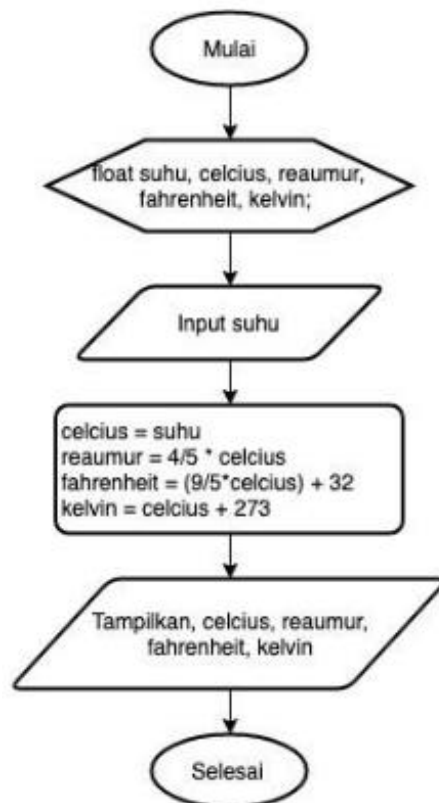 Mulai
float suhu, celcius, reaumur,
fahrenheit, kelvin;
Input suhu
celcius = suhu
reaumur = 4/5 * celcius
fahrenheit = (9/5*celcius) + 32
kelvin = celcius + 273
Tampilkan, celcius, reaumur,
fahrenheit, kelvin
Selesai